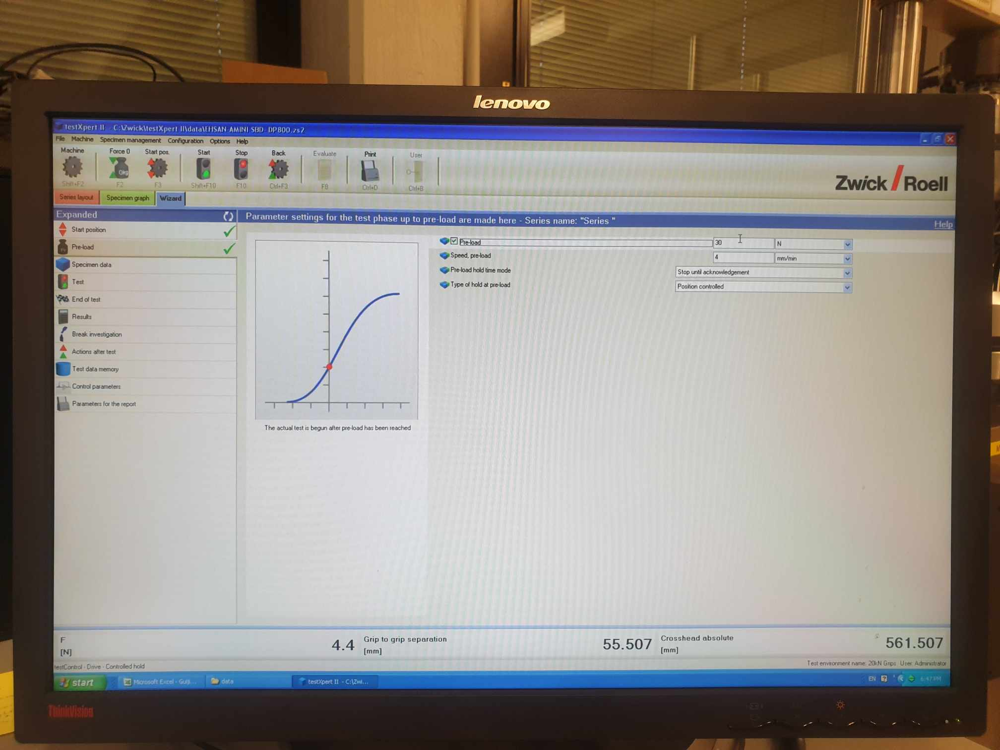 lenovo
testXpert II - C:\Zwick\testXpert II\data\EHSAN-AMINI SBD- DP800.zs2
File Machine Specimen management Configuration Options Help
Machine Force 0 Start pos. Start Stop Back Evaluate Print User
0kg
Shift+F2 F2 F3 Shift+F10 F10 Ctrl+F3 F8 Ctrl+D Ctrl+B
Zwick / Roell
Series layout Specimen graph Wizard
Expanded
Parameter settings for the test phase up to pre-load are made here - Series name: "Series "
Help
Start position
Pre-load
Specimen data
Test
End of test
Results
Break investigation
Actions after test
Test data memory
Control parameters
Parameters for the report
The actual test is begun after pre-load has been reached
Pre-load 30 N
Speed, pre-load 4 mm/min
Pre-load hold time mode Stop until acknowledgement
Type of hold at pre-load Position controlled
F
[N]
4.4
Grip to grip separation
[mm]
55.507
Crosshead absolute
[mm]
561.507
testControl - Drive - Controlled hold
Test environment name: 20kN Grips User: Administrator
start Microsoft Excel - data testXpert II - C:\Zwi... EN 6:47 PM
ThinkVision